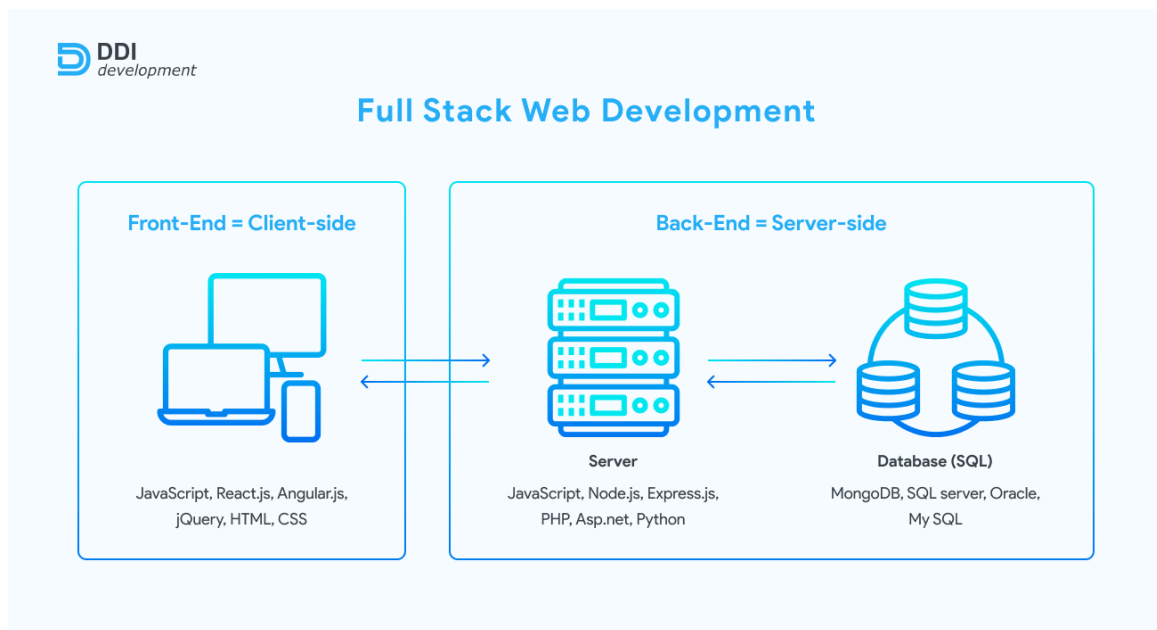 DDI
development
Full Stack Web Development
Front-End = Client-side
JavaScript, React.js, Angular.js,
jQuery, HTML, CSS
Back-End = Server-side
Server
JavaScript, Node.js, Express.js,
PHP, Asp.net, Python
Database (SQL)
MongoDB, SQL server, Oracle,
My SQL